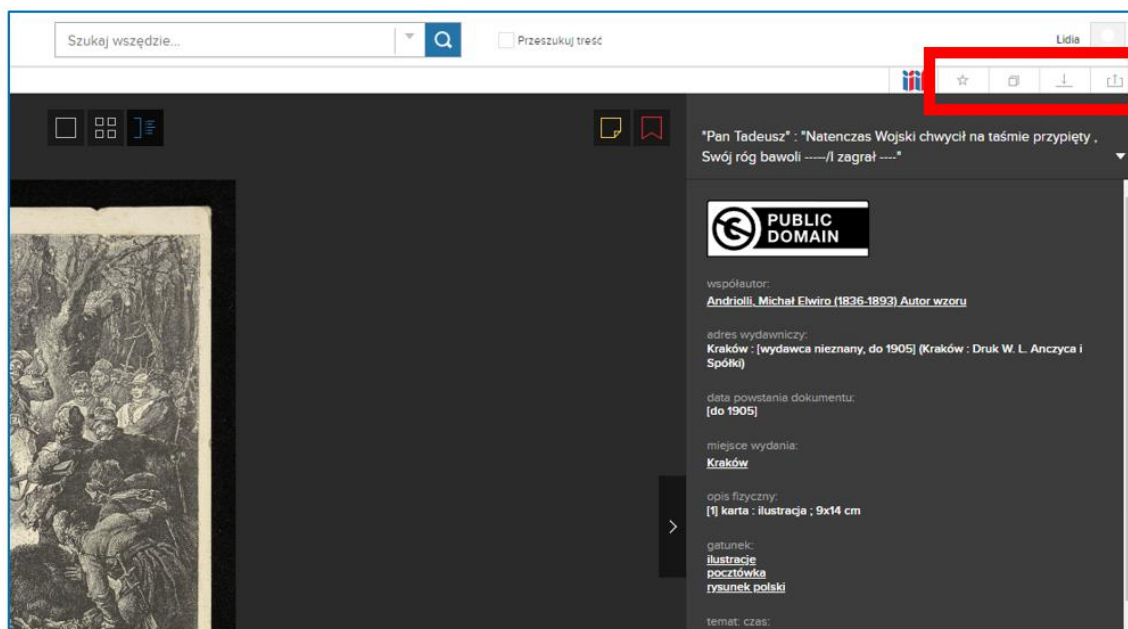 Szukaj wszędzie...
Przeszukuj treść
Lidia
"Pan Tadeusz" : "Natenczas Wojski chwycił na taśmie przypięty ,
Swój róg bawoli -----/I zagrał ----"
PUBLIC
DOMAIN
współautor:
Andriolli, Michał Elwiro (1836-1893) Autor wzoru
adres wydawniczy:
Kraków : [wydawca nieznany, do 1905] (Kraków : Druk W. L. Anczyca i
Spółki)
data powstania dokumentu:
[do 1905]
miejsce wydania:
Kraków
opis fizyczny:
[1] karta : ilustracja ; 9x14 cm
gatunek:
ilustracje
pocztówka
rysunek polski
temat: czas: